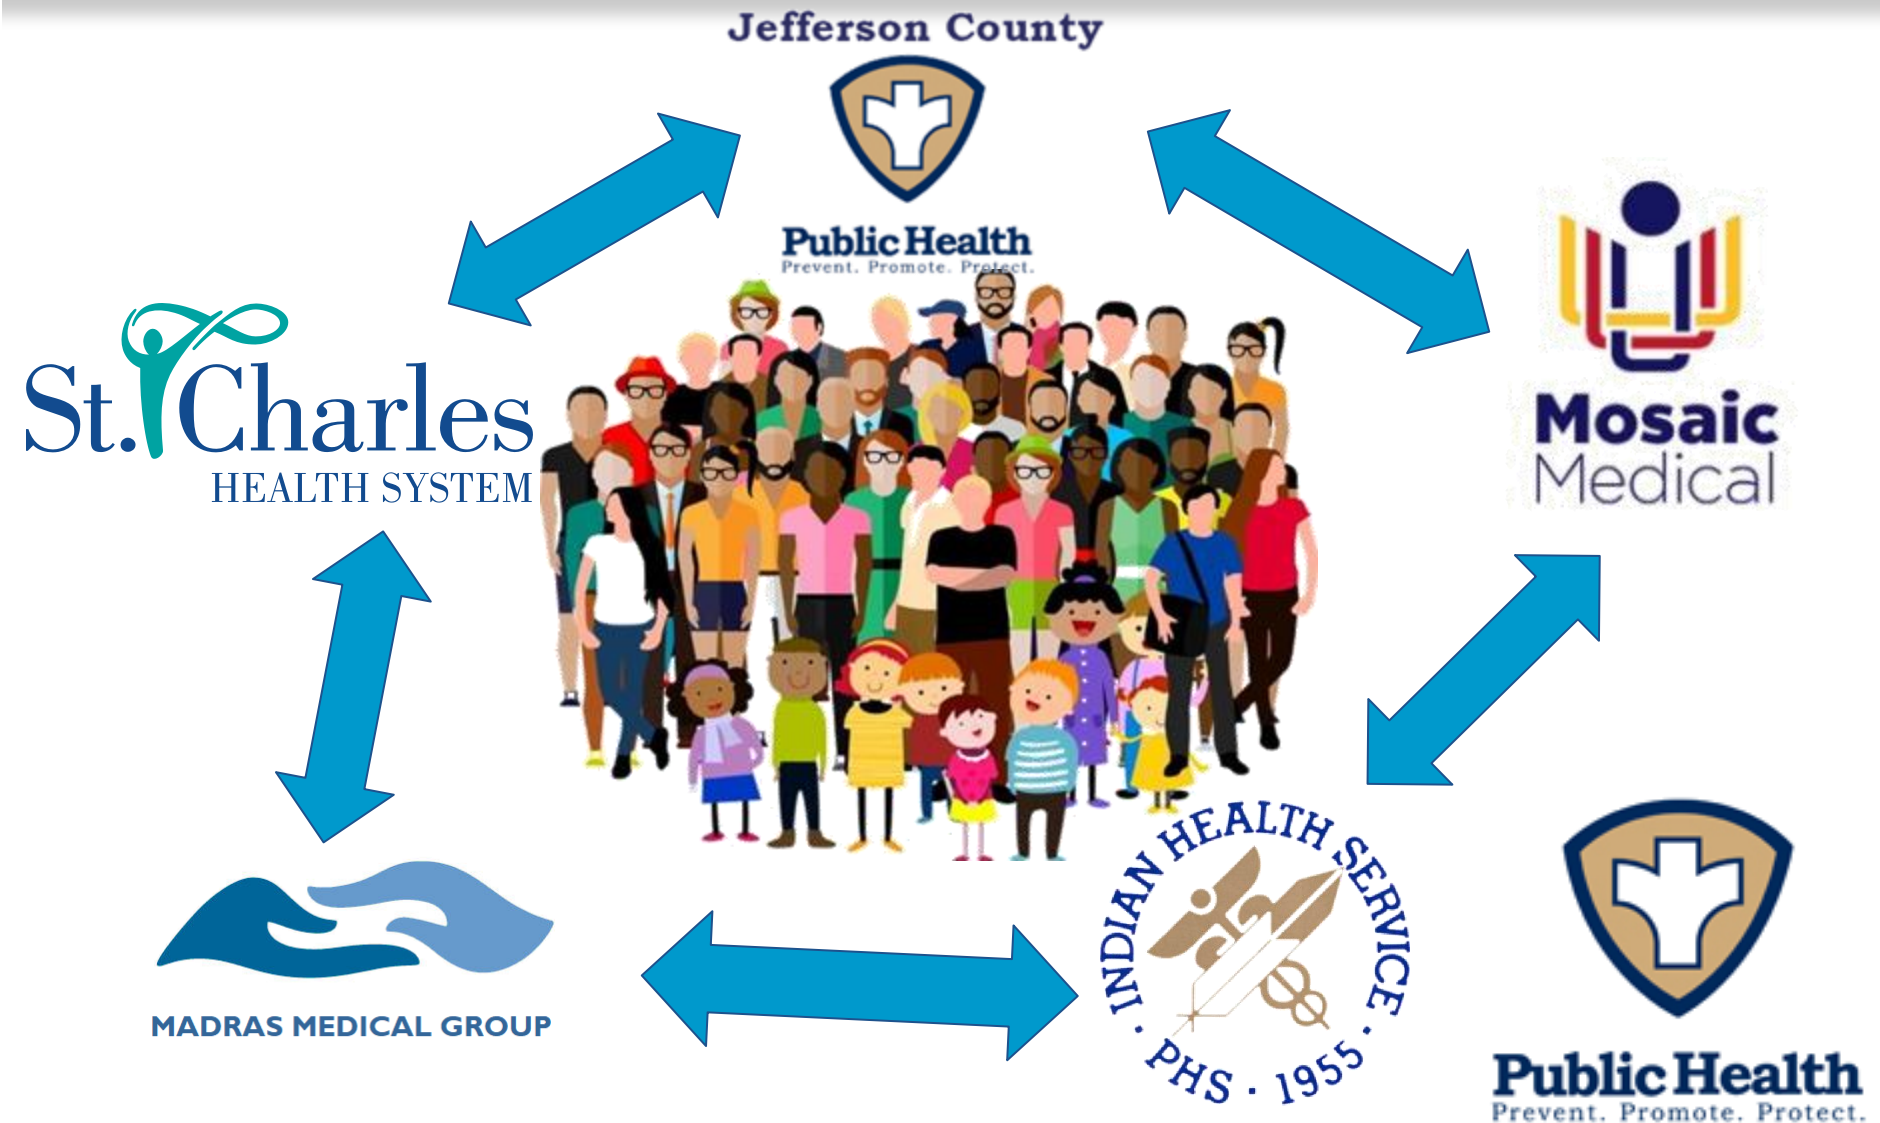 Jefferson County
Public Health
Prevent. Promote. Protect.
St. Charles
HEALTH SYSTEM
Mosaic
Medical
MADRAS MEDICAL GROUP
INDIAN HEALTH SERVICE
· PHS · 1955 ·
Public Health
Prevent. Promote. Protect.